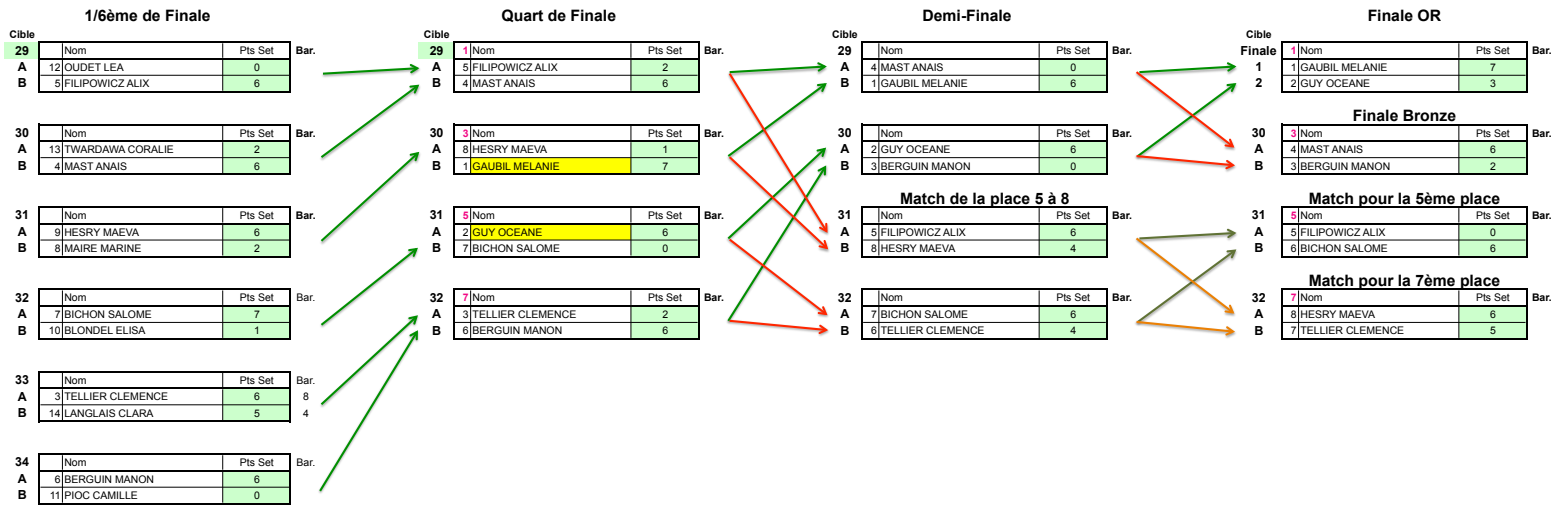 1/6ème de Finale
Cible
29 Nom Pts Set Bar.
A 12 OUDET LEA 0
B 5 FILIPOWICZ ALIX 6
30 Nom Pts Set Bar.
A 13 TWARDAWA CORALIE 2
B 4 MAST ANAIS 6
31 Nom Pts Set Bar.
A 9 HESRY MAEVA 6
B 8 MAIRE MARINE 2
32 Nom Pts Set Bar.
A 7 BICHON SALOME 7
B 10 BLONDEL ELISA 1
33 Nom Pts Set Bar.
A 3 TELLIER CLEMENCE 6 8
B 14 LANGLAIS CLARA 5 4
34 Nom Pts Set Bar.
A 6 BERGUIN MANON 6
B 11 PIOC CAMILLE 0
Quart de Finale
Cible
29 1 Nom Pts Set Bar.
A 5 FILIPOWICZ ALIX 2
B 4 MAST ANAIS 6
30 3 Nom Pts Set Bar.
A 8 HESRY MAEVA 1
B 1 GAUBIL MELANIE 7
31 5 Nom Pts Set Bar.
A 2 GUY OCEANE 6
B 7 BICHON SALOME 0
32 7 Nom Pts Set Bar.
A 3 TELLIER CLEMENCE 2
B 6 BERGUIN MANON 6
Demi-Finale
Cible
29 Nom Pts Set Bar.
A 4 MAST ANAIS 0
B 1 GAUBIL MELANIE 6
30 Nom Pts Set Bar.
A 2 GUY OCEANE 6
B 3 BERGUIN MANON 0
Match de la place 5 à 8
31 Nom Pts Set Bar.
A 5 FILIPOWICZ ALIX 6
B 8 HESRY MAEVA 4
32 Nom Pts Set Bar.
A 7 BICHON SALOME 6
B 6 TELLIER CLEMENCE 4
Finale OR
Cible
Finale 1 Nom Pts Set Bar.
1 1 GAUBIL MELANIE 7
2 2 GUY OCEANE 3
Finale Bronze
30 3 Nom Pts Set Bar.
A 4 MAST ANAIS 6
B 3 BERGUIN MANON 2
Match pour la 5ème place
31 5 Nom Pts Set Bar.
A 5 FILIPOWICZ ALIX 0
B 6 BICHON SALOME 6
Match pour la 7ème place
32 7 Nom Pts Set Bar.
A 8 HESRY MAEVA 6
B 7 TELLIER CLEMENCE 5